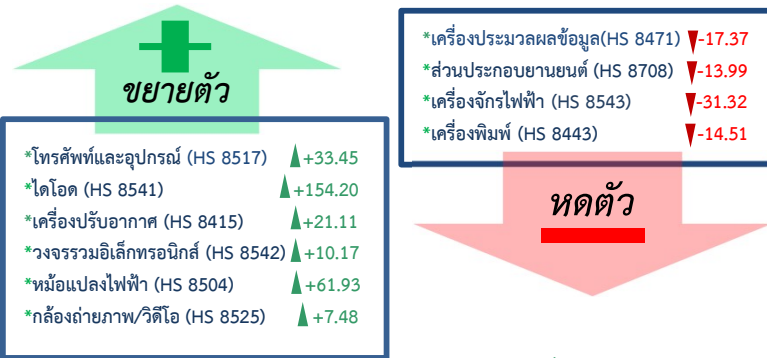 ขยายตัว
*โทรศัพท์และอุปกรณ์ (HS 8517) +33.45
*ไดโอด (HS 8541) +154.20
*เครื่องปรับอากาศ (HS 8415) +21.11
*วงจรรวมอิเล็กทรอนิกส์ (HS 8542) +10.17
*หม้อแปลงไฟฟ้า (HS 8504) +61.93
*กล้องถ่ายภาพ/วิดีโอ (HS 8525) +7.48
*เครื่องประมวลผลข้อมูล(HS 8471) -17.37
*ส่วนประกอบยานยนต์ (HS 8708) -13.99
*เครื่องจักรไฟฟ้า (HS 8543) -31.32
*เครื่องพิมพ์ (HS 8443) -14.51
หดตัว